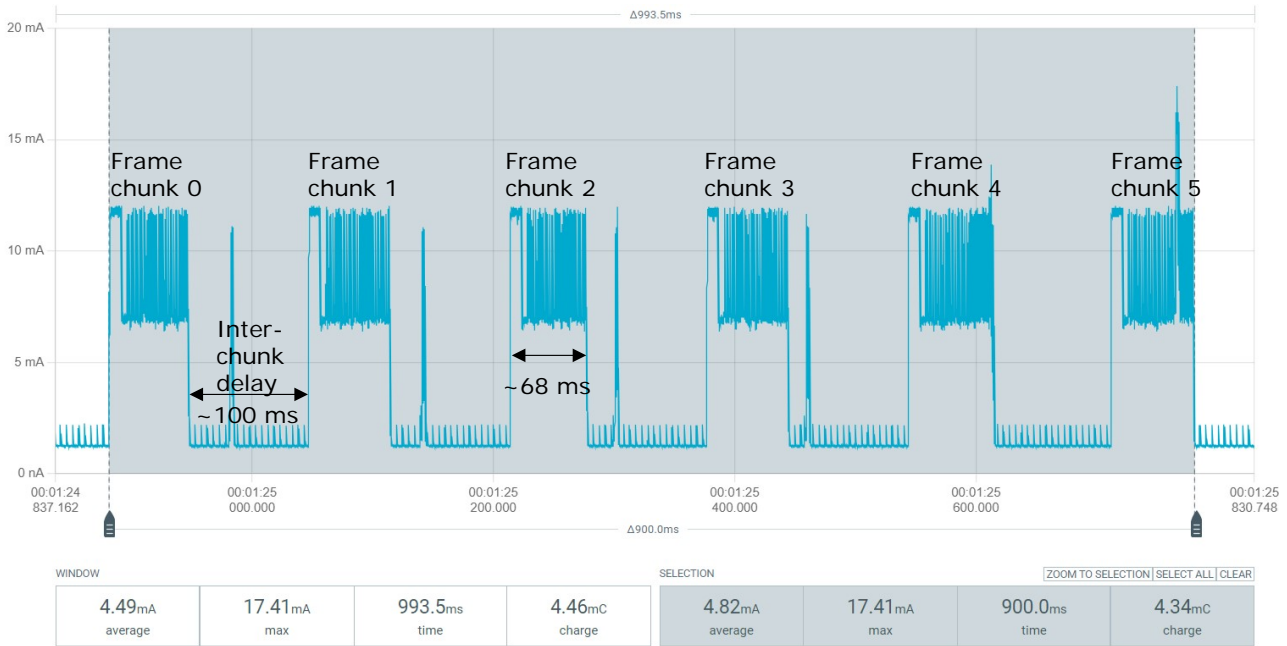 Δ993.5ms
20 mA
15 mA
10 mA
5 mA
0 nA
Frame
chunk 0
Frame
chunk 1
Frame
chunk 2
Frame
chunk 3
Frame
chunk 4
Frame
chunk 5
Inter-
chunk
delay
~100 ms
~68 ms
00:01:24
837.162
00:01:25
000.000
00:01:25
200.000
00:01:25
400.000
00:01:25
600.000
00:01:25
830.748
Δ900.0ms
WINDOW
4.49mA
average
17.41mA
max
993.5ms
time
4.46mC
charge
SELECTION
ZOOM TO SELECTION SELECT ALL CLEAR
4.82mA
average
17.41mA
max
900.0ms
time
4.34mC
charge